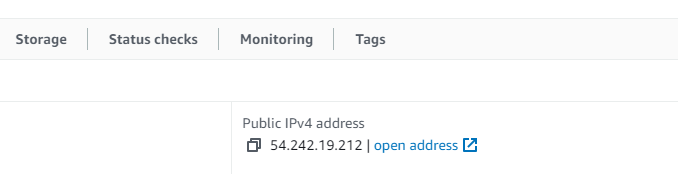 Storage Status checks Monitoring Tags
Public IPv4 address
54.242.19.212 | open address